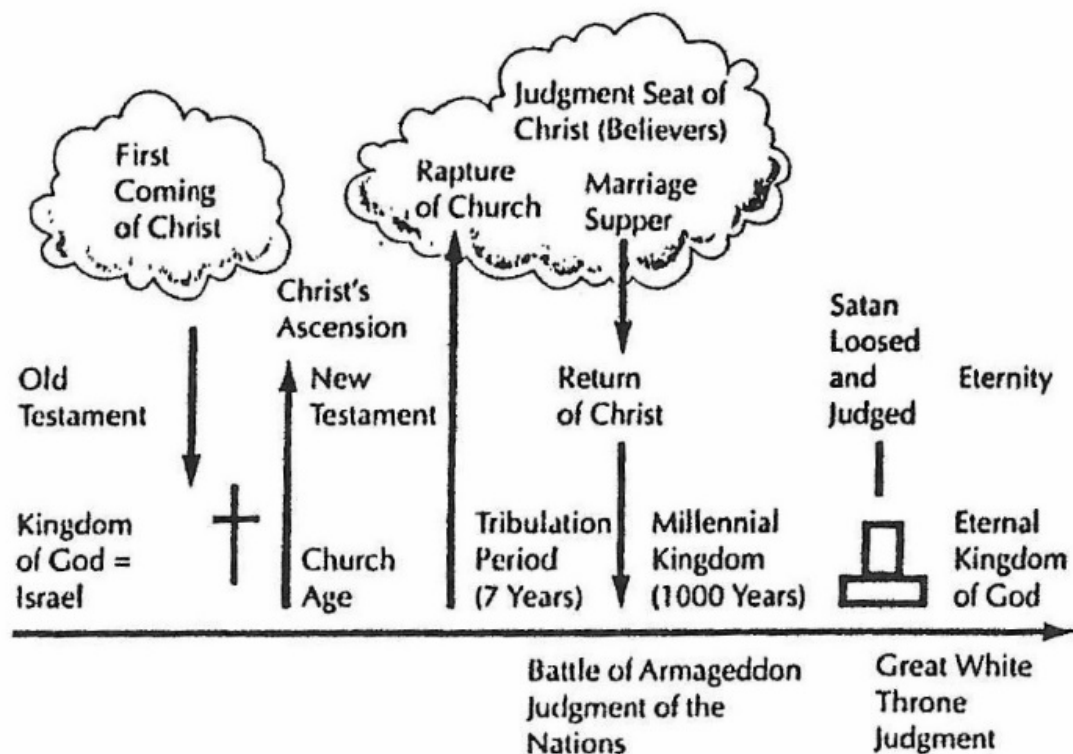 First
Coming
of Christ
Judgment Seat of
Christ (Believers)
Rapture
of Church
Marriage
Supper
Christ's
Ascension
Old
Testament
New
Testament
Return
of Christ
Satan
Loosed
and
Judged
Eternity
Kingdom
of God =
Israel
Church
Age
Tribulation
Period
(7 Years)
Millennial
Kingdom
(1000 Years)
Eternal
Kingdom
of God
Battle of Armageddon
Judgment of the
Nations
Great White
Throne
Judgment